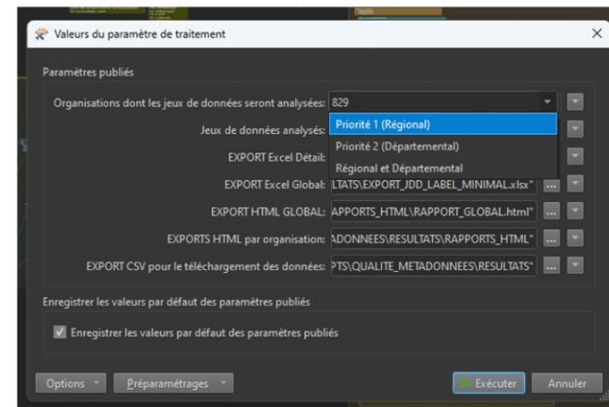 Valeurs du paramètre de traitement
Paramètres publiés
Organisations dont les jeux de données seront analysées: 829
Jeux de données analysés:
Priorité 1 (Régional)
Priorité 2 (Départemental)
Régional et Départemental
EXPORT Excel Détail:
EXPORT Excel Global: LTATS\EXPORT_JDD_LABEL_MINIMAL.xlsx" ...
EXPORT HTML GLOBAL: APPORTS_HTML\RAPPORT_GLOBAL.html" ...
EXPORTS HTML par organisation: ADONNEES\RESULTATS\RAPPORTS_HTML" ...
EXPORT CSV pour le téléchargement des données: PTS\QUALITE_METADONNEES\RESULTATS" ...
Enregistrer les valeurs par défaut des paramètres publiés
Enregistrer les valeurs par défaut des paramètres publiés
Options Préparamétrages Exécuter Annuler